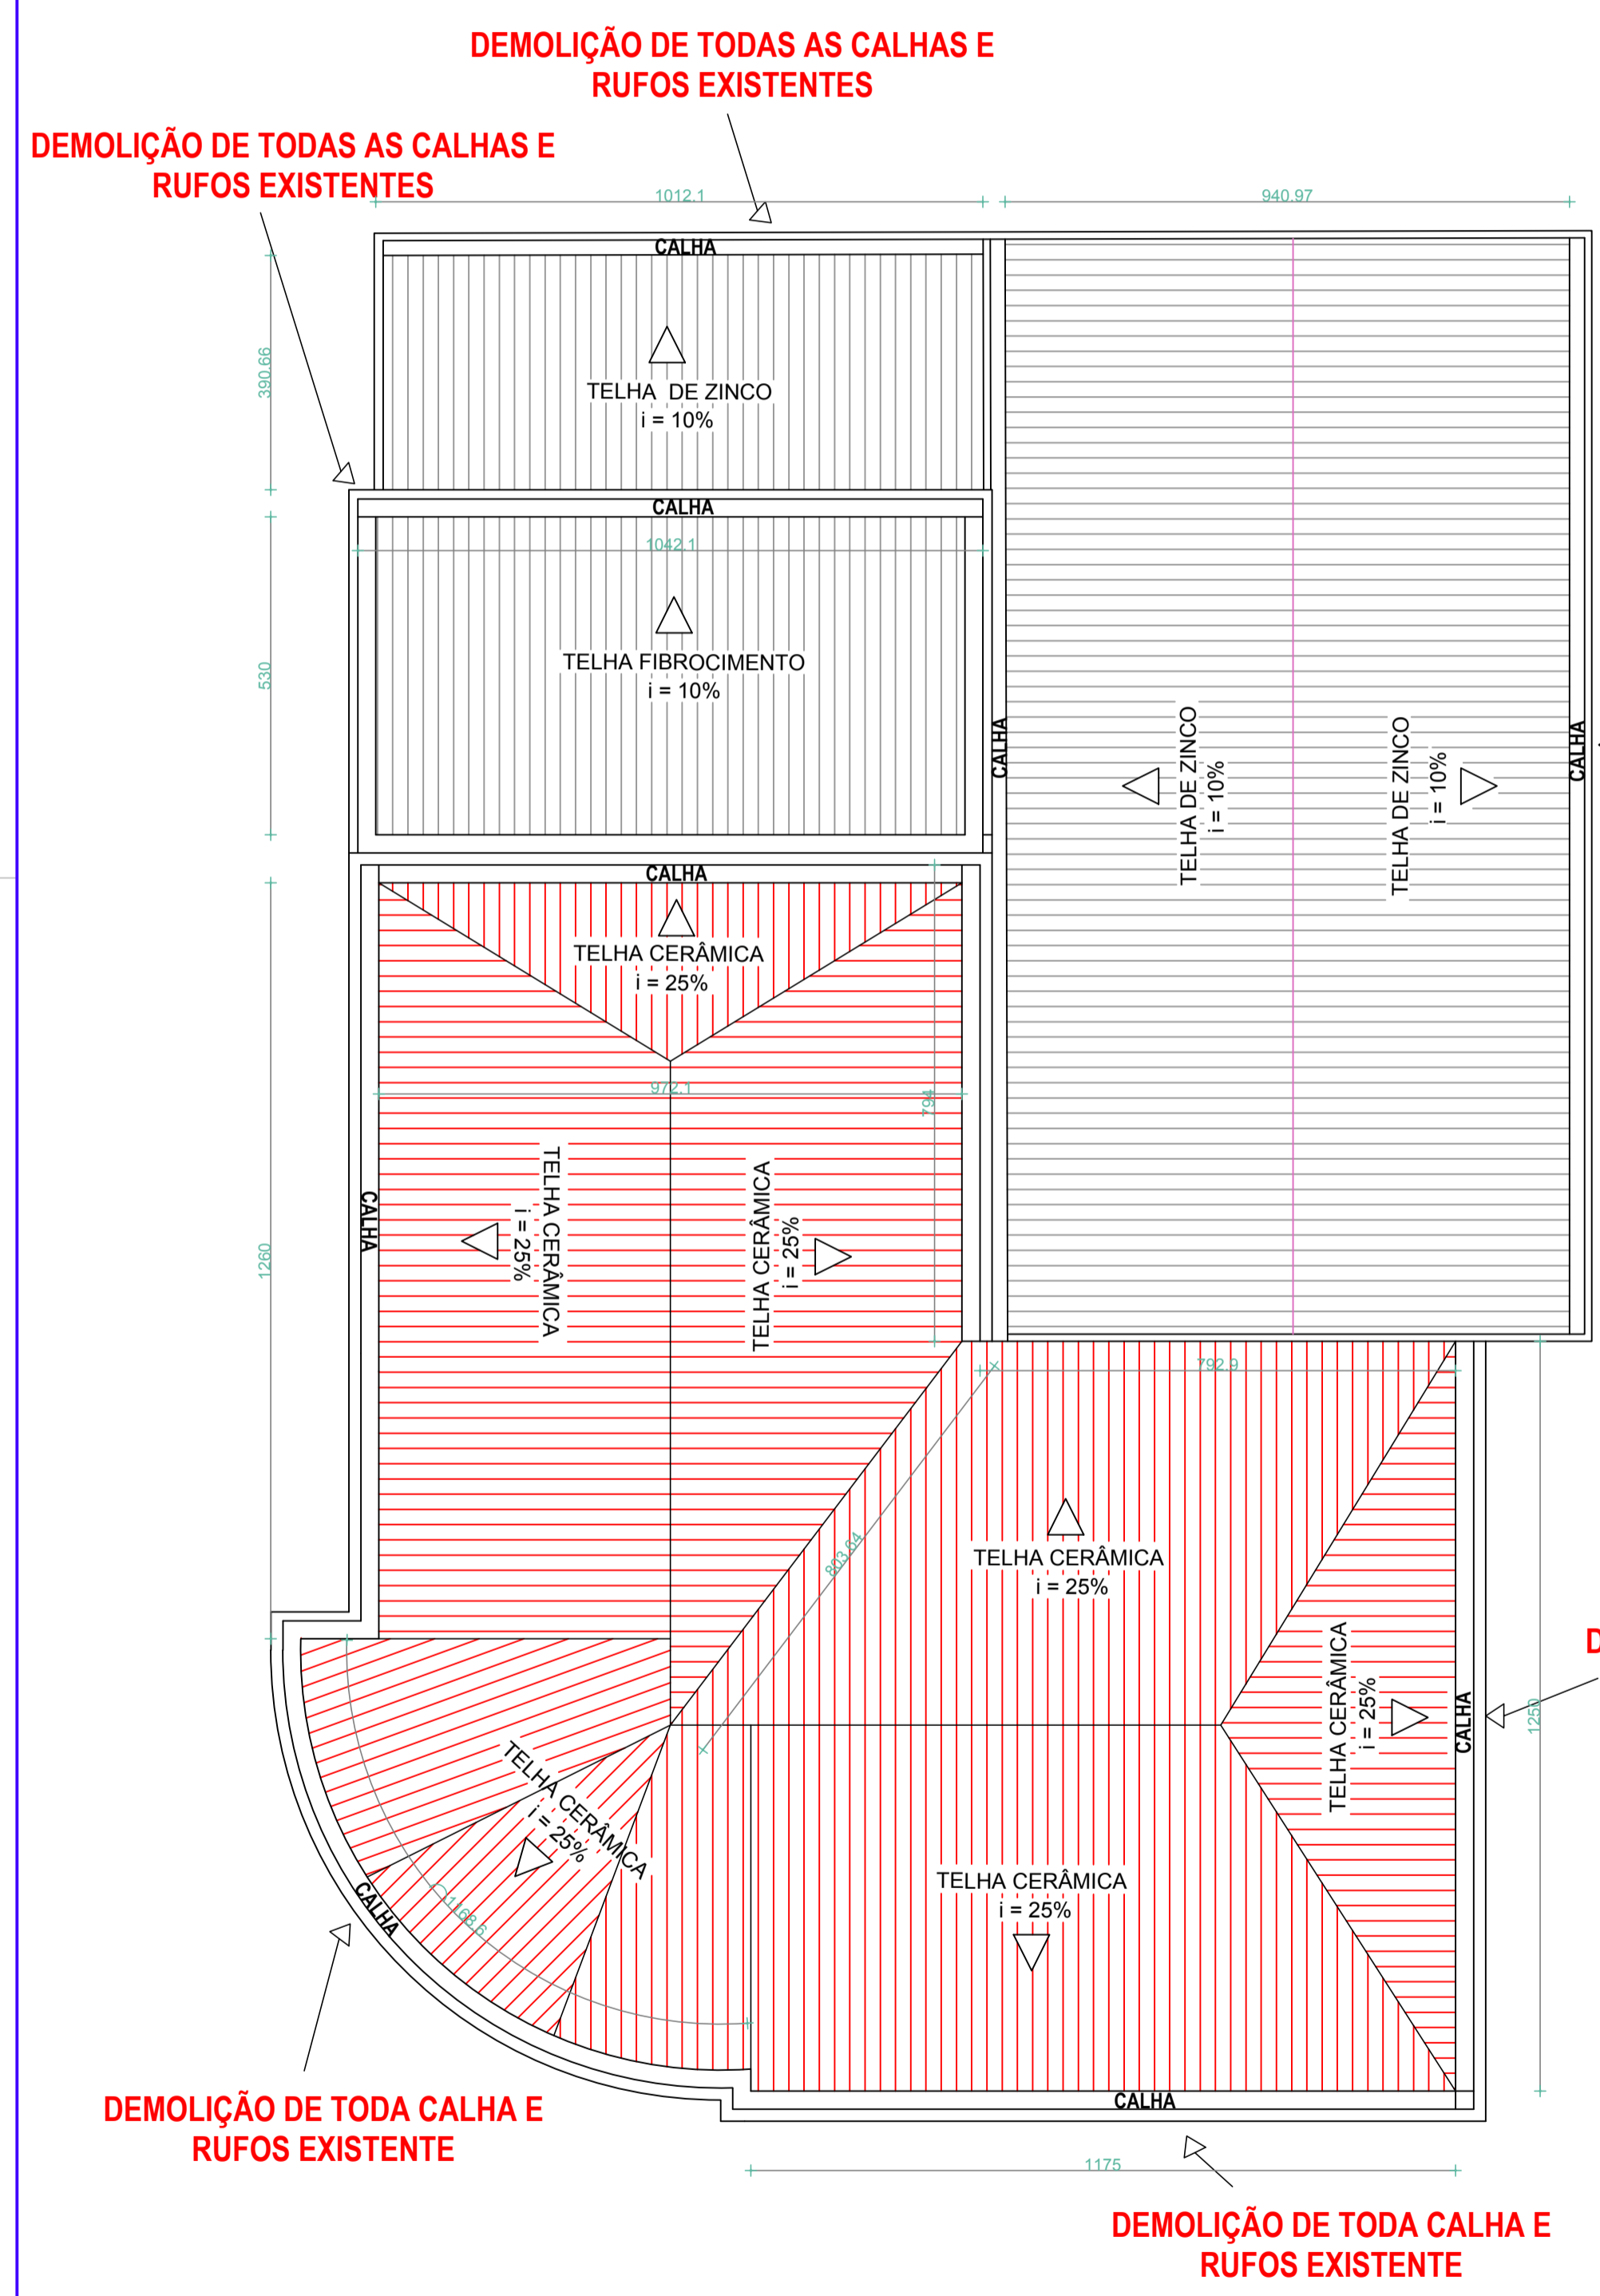 DEMOLIÇÃO DE TODAS AS CALHAS E
RUFOS EXISTENTES
DEMOLIÇÃO DE TODAS AS CALHAS E
RUFOS EXISTENTES
1012.1
940.97
CALHA
390.66
TELHA DE ZINCO
i = 10%
CALHA
1042.1
530
TELHA FIBROCIMENTO
i = 10%
CALHA
TELHA DE ZINCO
i = 10%
TELHA DE ZINCO
i = 10%
CALHA
CALHA
TELHA CERÂMICA
i = 25%
972.1
794
1260
CALHA
TELHA CERÂMICA
i = 25%
TELHA CERÂMICA
i = 25%
792.9
803.64
TELHA CERÂMICA
i = 25%
TELHA CERÂMICA
i = 25%
CALHA
1250
D
TELHA CERÂMICA
i = 25%
CALHA
1168.6
TELHA CERÂMICA
i = 25%
CALHA
DEMOLIÇÃO DE TODA CALHA E
RUFOS EXISTENTE
1175
DEMOLIÇÃO DE TODA CALHA E
RUFOS EXISTENTE